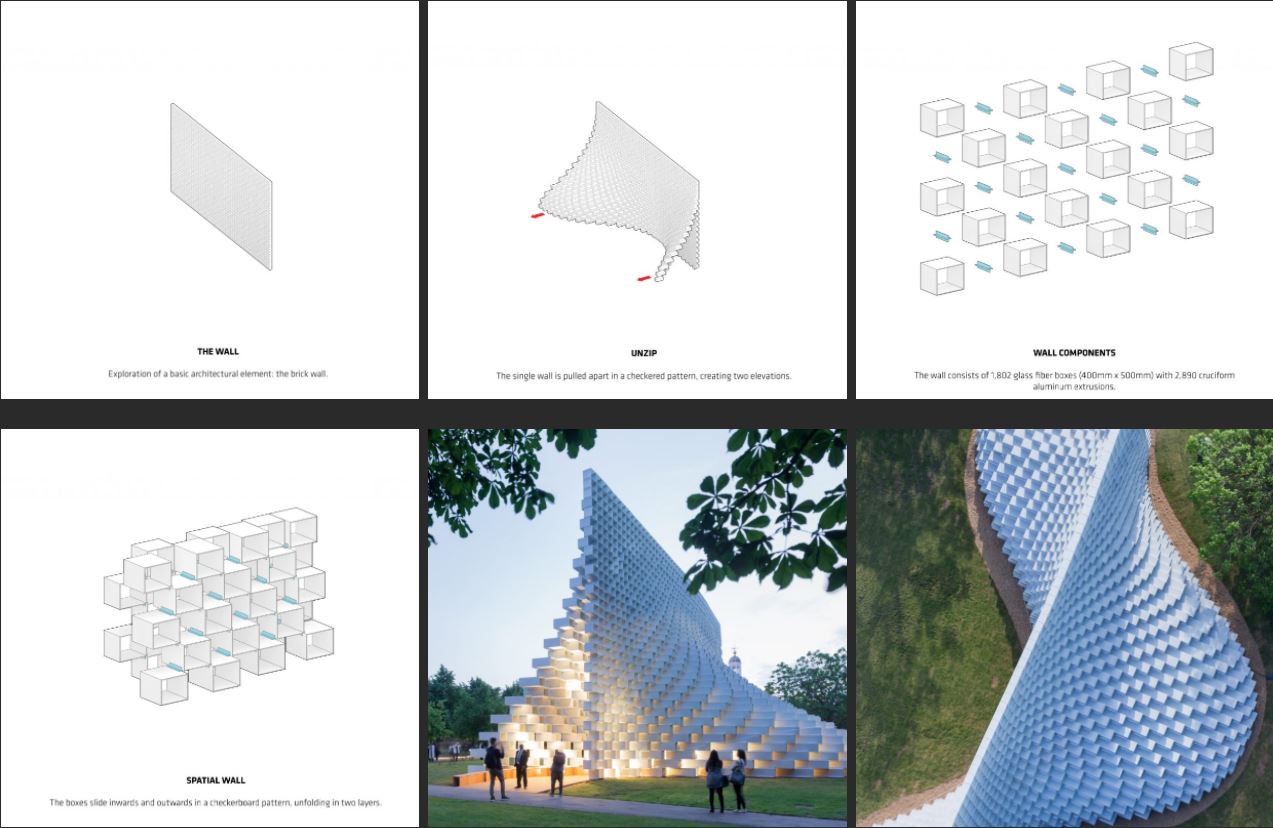 THE WALL
Exploration of a basic architectural element: the brick wall.
UNZIP
The single wall is pulled apart in a checkered pattern, creating two elevations.
WALL COMPONENTS
The wall consists of 1,802 glass fiber boxes (400mm x 500mm) with 2,890 cruciform
aluminum extrusions.
SPATIAL WALL
The boxes slide inwards and outwards in a checkerboard pattern, unfolding in two layers.